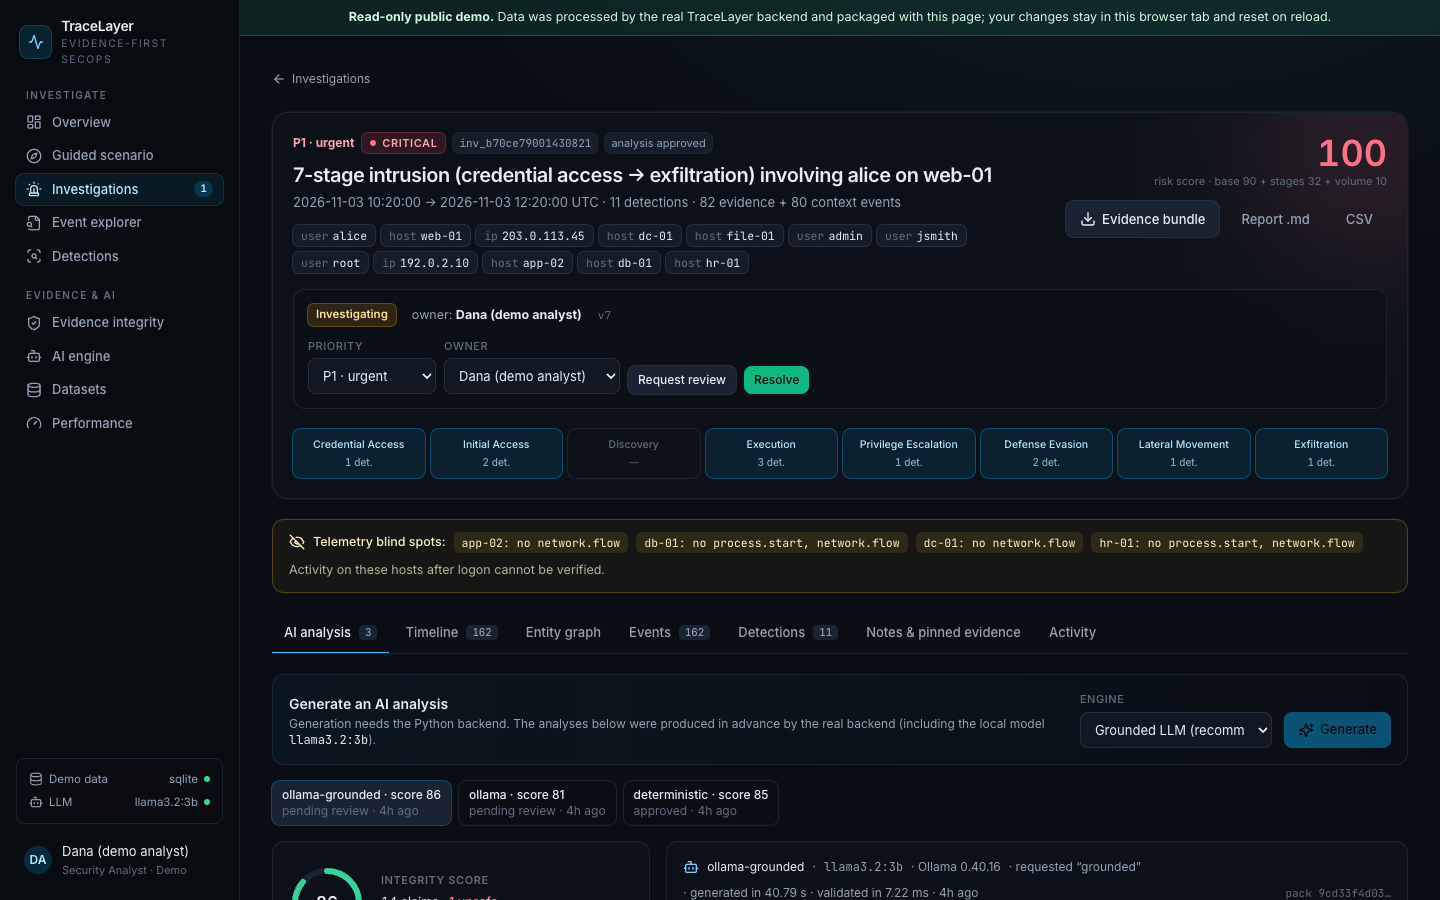 TraceLayer
EVIDENCE-FIRST
SECOPS
INVESTIGATE
Overview
Guided scenario
Investigations 1
Event explorer
Detections
EVIDENCE & AI
Evidence integrity
AI engine
Datasets
Performance
Demo data sqlite
LLM llama3.2:3b
DA
Dana (demo analyst)
Security Analyst · Demo
Read-only public demo. Data was processed by the real TraceLayer backend and packaged with this page; your changes stay in this browser tab and reset on reload.
← Investigations
P1 · urgent CRITICAL inv_b70ce79001430821 analysis approved
100
7-stage intrusion (credential access → exfiltration) involving alice on web-01
risk score · base 90 + stages 32 + volume 10
2026-11-03 10:20:00 → 2026-11-03 12:20:00 UTC · 11 detections · 82 evidence + 80 context events
Evidence bundle Report .md CSV
user alice host web-01 ip 203.0.113.45 host dc-01 host file-01 user admin user jsmith
user root ip 192.0.2.10 host app-02 host db-01 host hr-01
Investigating owner: Dana (demo analyst) v7
PRIORITY OWNER
P1 · urgent Dana (demo analyst) Request review Resolve
Credential Access Initial Access Discovery Execution Privilege Escalation Defense Evasion Lateral Movement Exfiltration
1 det. 2 det. — 3 det. 1 det. 2 det. 1 det. 1 det.
Telemetry blind spots: app-02: no network.flow db-01: no process.start, network.flow dc-01: no network.flow hr-01: no process.start, network.flow
Activity on these hosts after logon cannot be verified.
AI analysis 3 Timeline 162 Entity graph Events 162 Detections 11 Notes & pinned evidence Activity
Generate an AI analysis
Generation needs the Python backend. The analyses below were produced in advance by the real backend (including the local model
llama3.2:3b).
ENGINE
Grounded LLM (recomm Generate
ollama-grounded · score 86 ollama · score 81 deterministic · score 85
pending review · 4h ago pending review · 4h ago approved · 4h ago
INTEGRITY SCORE
ollama-grounded · llama3.2:3b · Ollama 0.40.16 · requested “grounded”
· generated in 40.79 s · validated in 7.22 ms · 4h ago pack 9cd33f4d03…